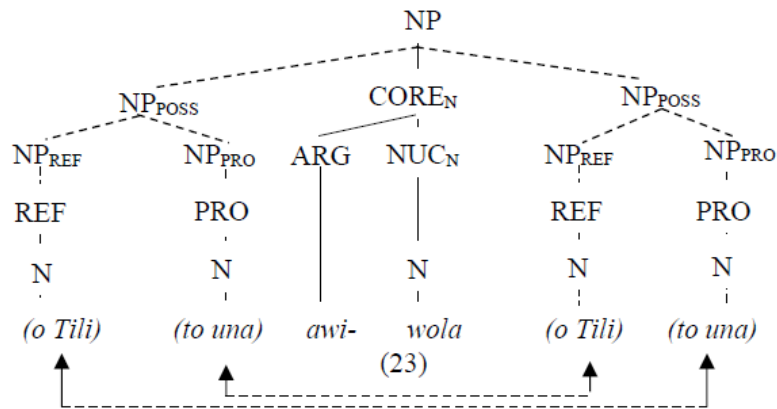 NP
NP_POSS CORE_N NP_POSS
NP_REF NP_PRO ARG NUC_N NP_REF NP_PRO
REF PRO REF PRO
N N N N N
(o Tili) (to una) awi- wola (o Tili) (to una)
(23)